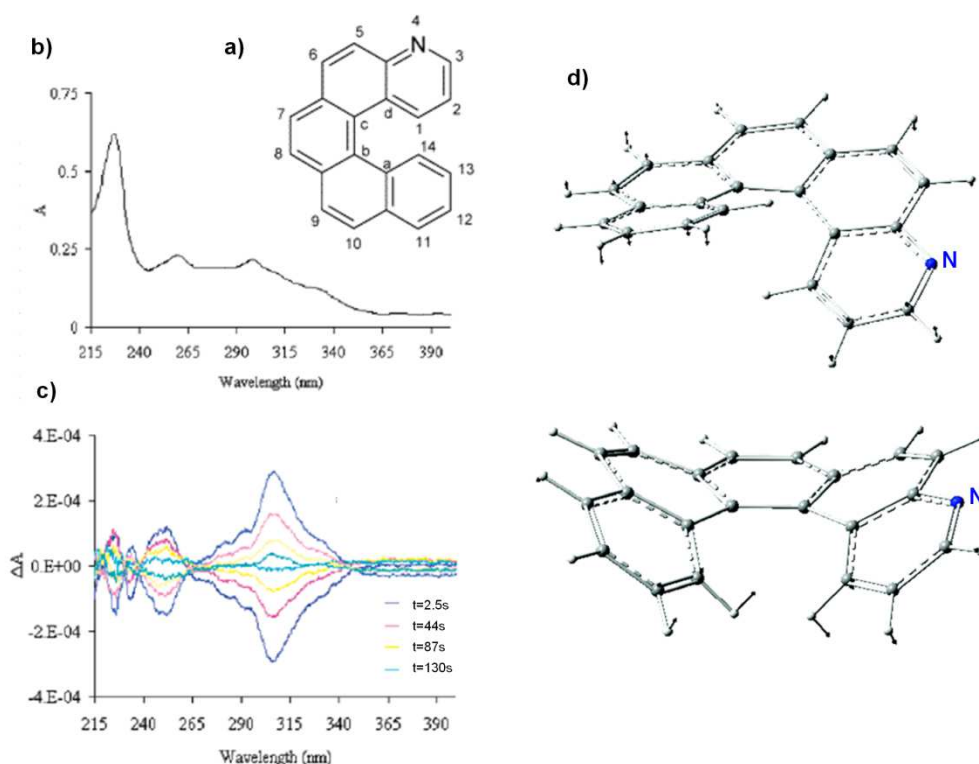 b)
a)
4
N
5
3
6
d
2
7
c
1
8
b
14
a
13
9
12
10
11
0.75
0.5
0.25
0
A
215 240 265 290 315 340 365 390
Wavelength (nm)
c)
4.E-04
2.E-04
0.E+00
-2.E-04
-4.E-04
ΔA
t=2.5s
t=44s
t=87s
t=130s
215 240 265 290 315 340 365 390
Wavelength (nm)
d)
N
N